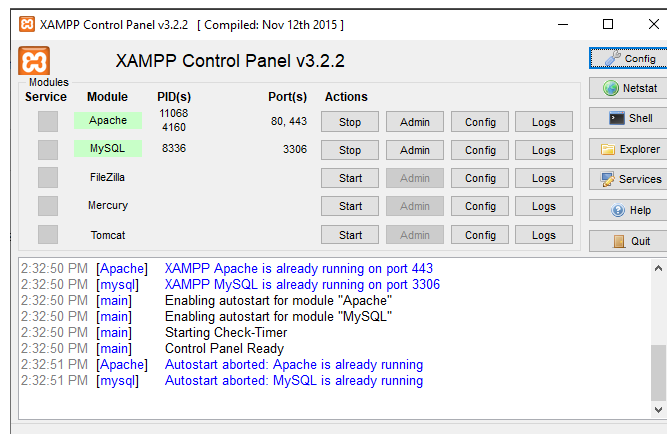 XAMPP Control Panel v3.2.2 [ Compiled: Nov 12th 2015 ]
XAMPP Control Panel v3.2.2
Config
Modules
Service Module PID(s) Port(s) Actions
Netstat
Apache 11068 4160 80, 443 Stop Admin Config Logs
Shell
MySQL 8336 3306 Stop Admin Config Logs
Explorer
FileZilla Start Admin Config Logs
Services
Mercury Start Admin Config Logs
Help
Tomcat Start Admin Config Logs
Quit
2:32:50 PM [Apache] XAMPP Apache is already running on port 443
2:32:50 PM [mysql] XAMPP MySQL is already running on port 3306
2:32:50 PM [main] Enabling autostart for module "Apache"
2:32:50 PM [main] Enabling autostart for module "MySQL"
2:32:50 PM [main] Starting Check-Timer
2:32:50 PM [main] Control Panel Ready
2:32:51 PM [Apache] Autostart aborted: Apache is already running
2:32:51 PM [mysql] Autostart aborted: MySQL is already running